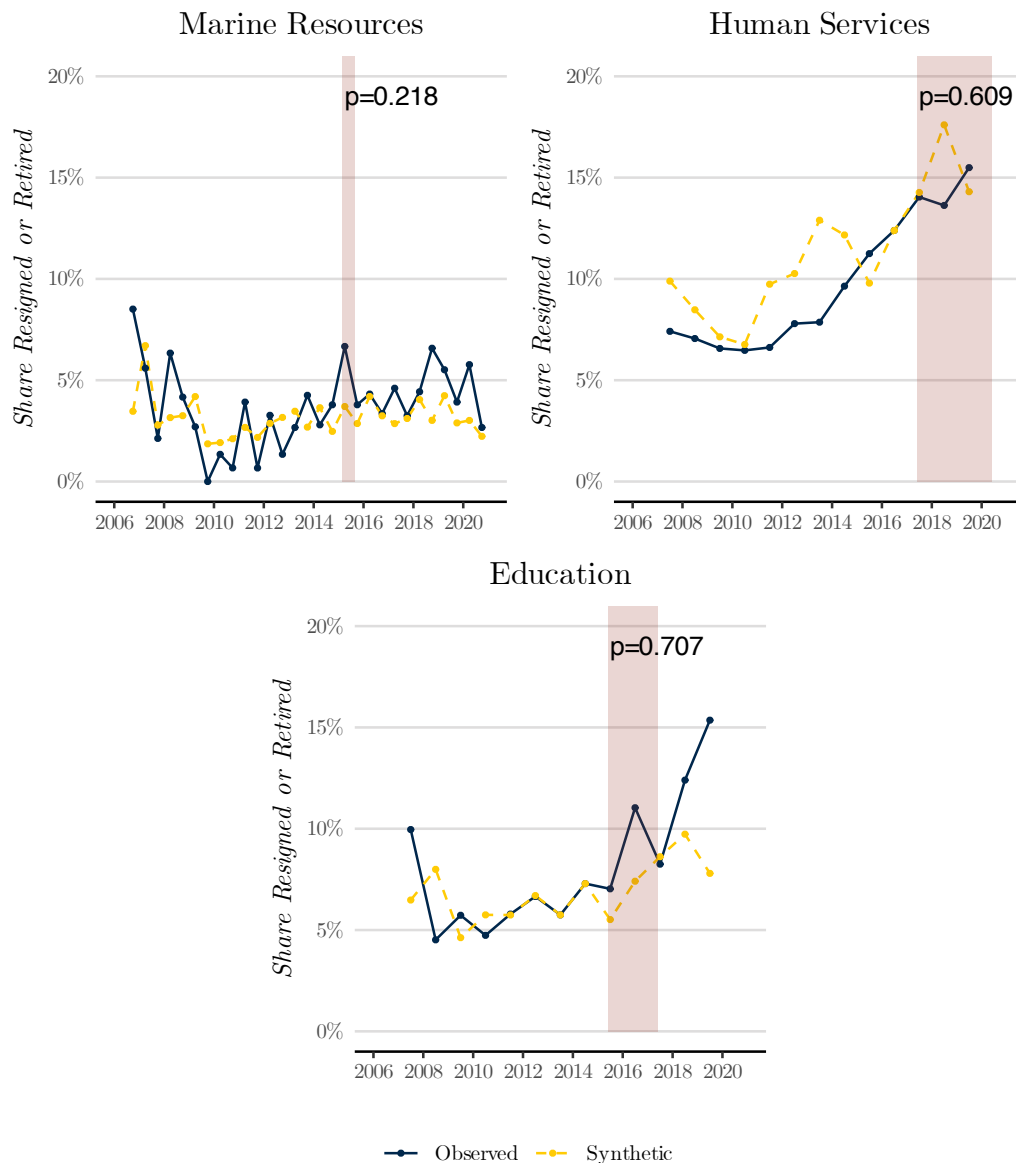 Marine Resources
Share Resigned or Retired
20%
15%
10%
5%
0%
p=0.218
2006 2008 2010 2012 2014 2016 2018 2020
Human Services
Share Resigned or Retired
20%
15%
10%
5%
0%
p=0.609
2006 2008 2010 2012 2014 2016 2018 2020
Education
Share Resigned or Retired
20%
15%
10%
5%
0%
p=0.707
2006 2008 2010 2012 2014 2016 2018 2020
Observed Synthetic